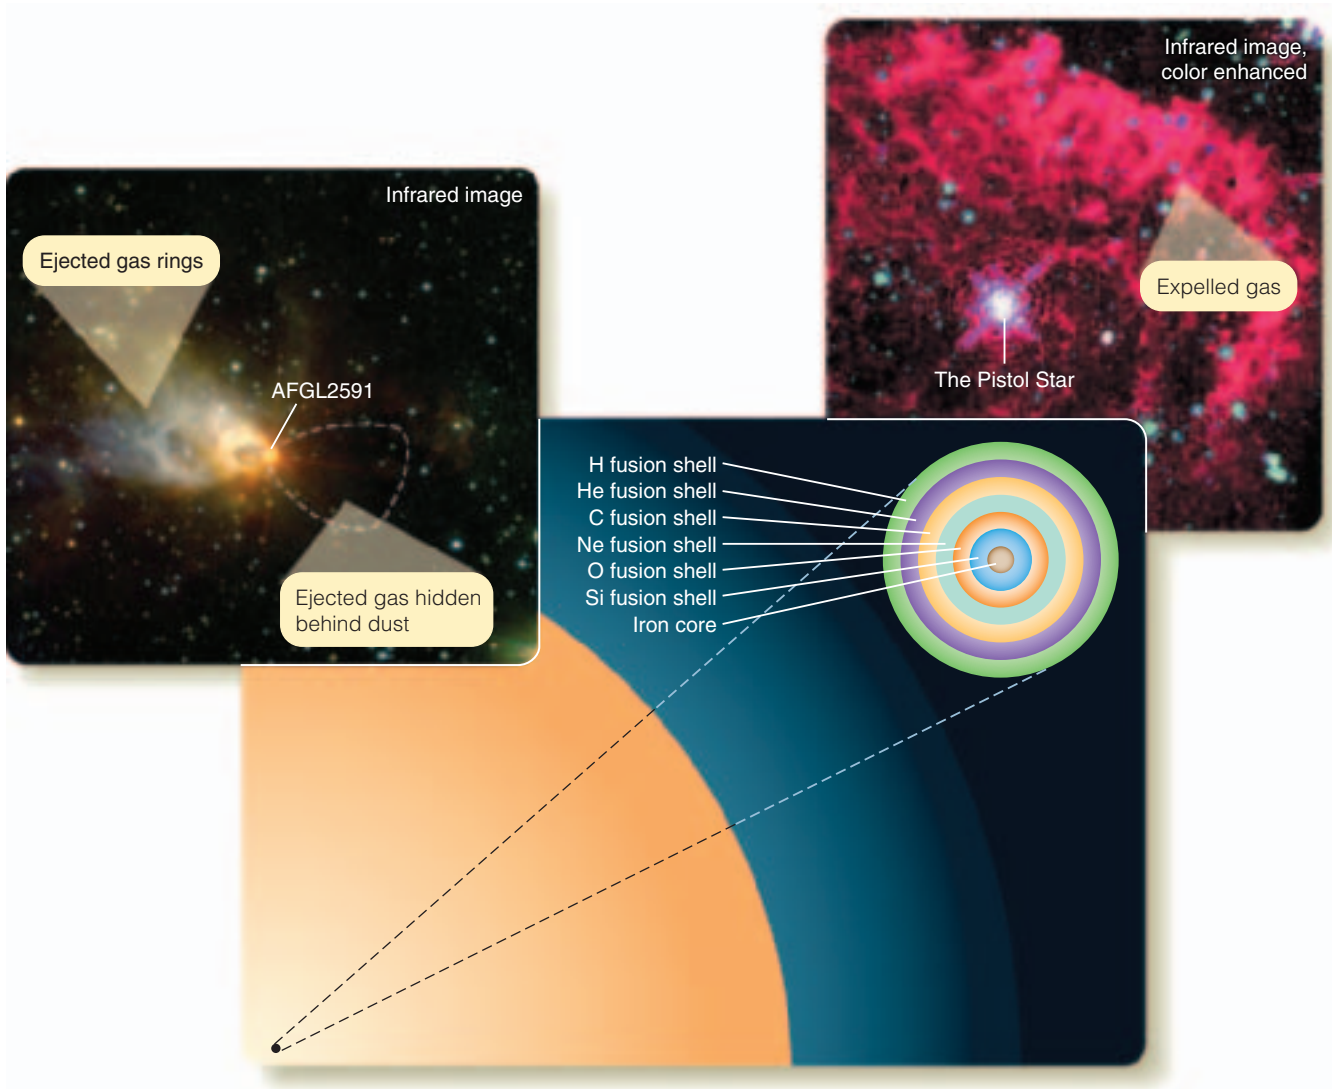 Infrared image,
color enhanced
Expelled gas
The Pistol Star
Infrared image
Ejected gas rings
AFGL2591
Ejected gas hidden
behind dust
H fusion shell
He fusion shell
C fusion shell
Ne fusion shell
O fusion shell
Si fusion shell
Iron core